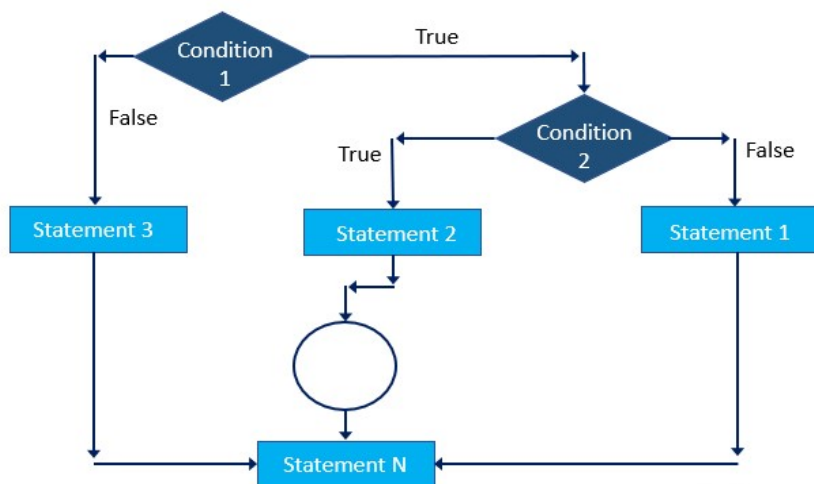 Condition
1
True
False
Condition
2
True
False
Statement 3
Statement 2
Statement 1
Statement N